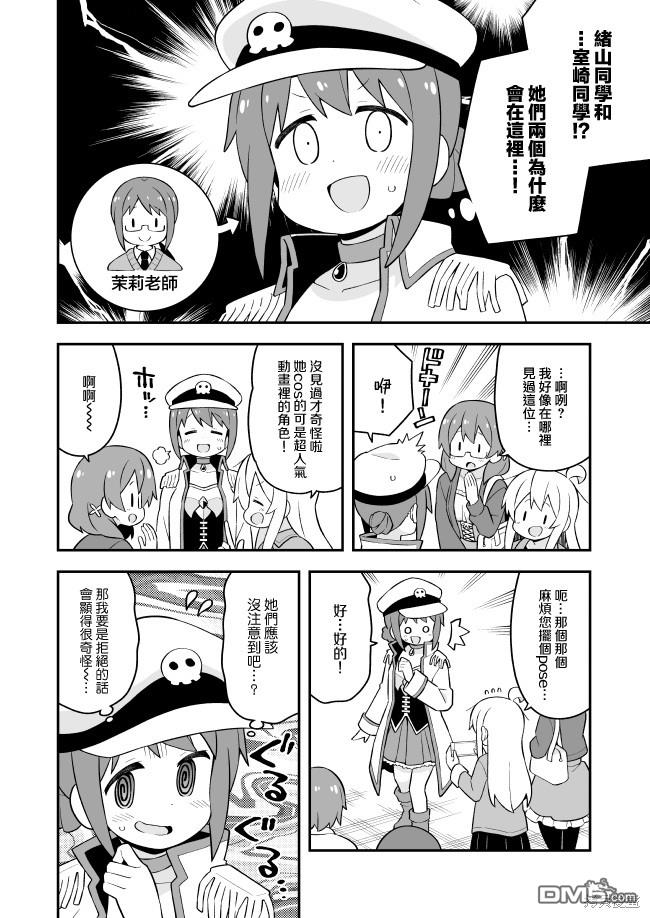 緒山同學和
…室崎同學!?
她們兩個為什麼
會在這裡…！
茉莉老師
…啊咧？
我好像在哪裡
見過這位…
咿！
ドキーー
沒見過才奇怪啦
她cos的可是超人氣
動畫裡的角色！
ホッ…
啊啊～～
呃…那個那個
麻煩您擺個pose…
好…好的！
她們應該
沒注意到吧…？
那我要是拒絕的話
會顯得很奇怪～…
ぐるぐる
DM5.com